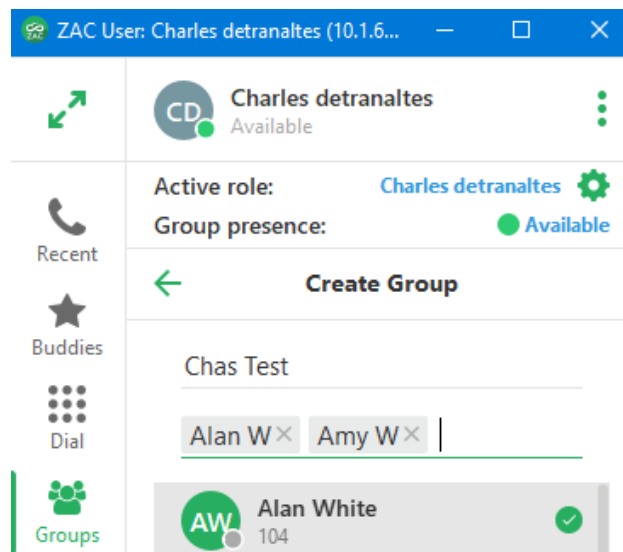 ZAC User: Charles detranaltes (10.1.6...
CD
Charles detranaltes
Available
Active role: Charles detranaltes
Group presence: Available
Recent
Create Group
Buddies
Chas Test
Dial
Alan W Amy W
Groups
AW
Alan White
104